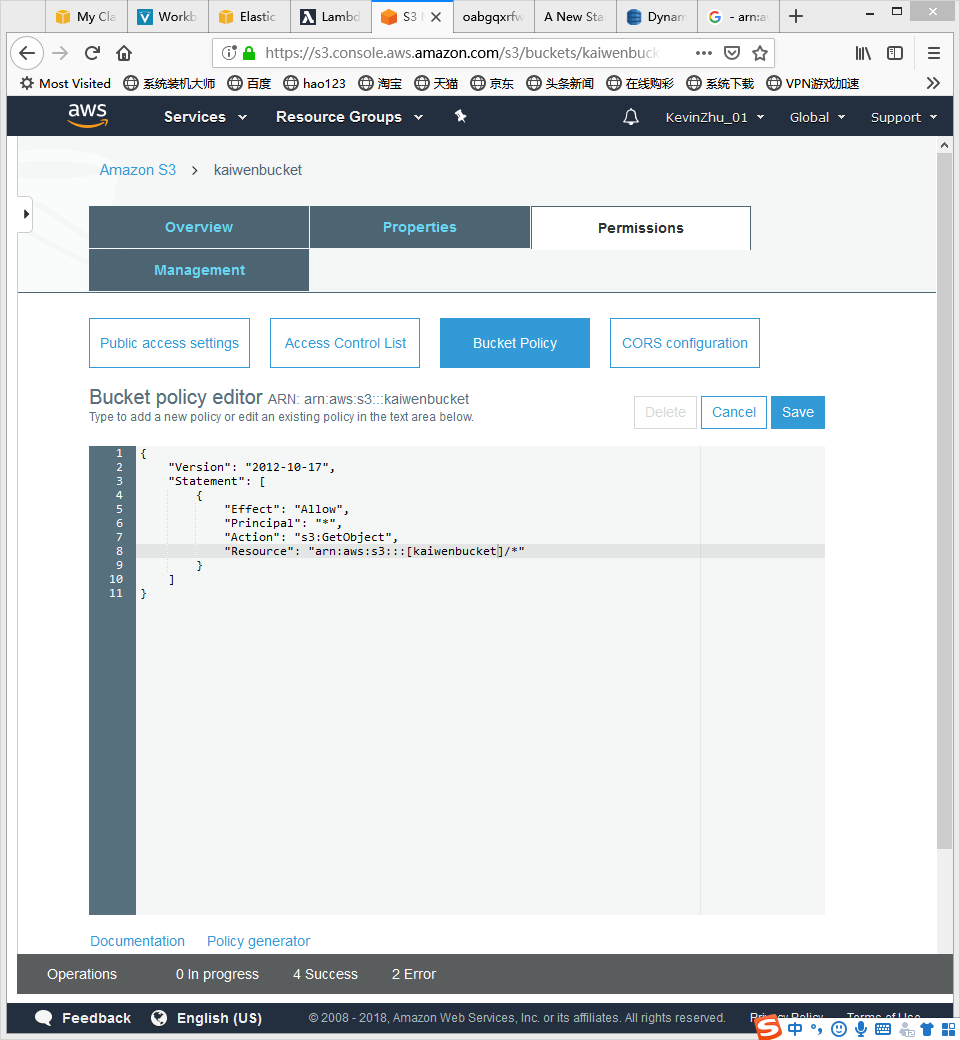 My Cla
Workb
Elastic
Lambd
S3 M
oabgqxrfw
A New Sta
Dynam
- arn:aw
https://s3.console.aws.amazon.com/s3/buckets/kaiwenbuck
Most Visited 系统装机大师 百度 hao123 淘宝 天猫 京东 头条新闻 在线购彩 系统下载 VPN游戏加速
aws Services Resource Groups KevinZhu_01 Global Support
Amazon S3 > kaiwenbucket
Overview Properties Permissions
Management
Public access settings Access Control List Bucket Policy CORS configuration
Bucket policy editor ARN: arn:aws:s3:::kaiwenbucket
Type to add a new policy or edit an existing policy in the text area below.
Delete Cancel Save
1 {
2 "Version": "2012-10-17",
3 "Statement": [
4 {
5 "Effect": "Allow",
6 "Principal": "*",
7 "Action": "s3:GetObject",
8 "Resource": "arn:aws:s3:::[kaiwenbucket]/*"
9 }
10 ]
11 }
Documentation Policy generator
Operations 0 In progress 4 Success 2 Error
Feedback English (US) © 2008 - 2018, Amazon Web Services, Inc. or its affiliates. All rights reserved. Privacy Policy Terms of Use
中